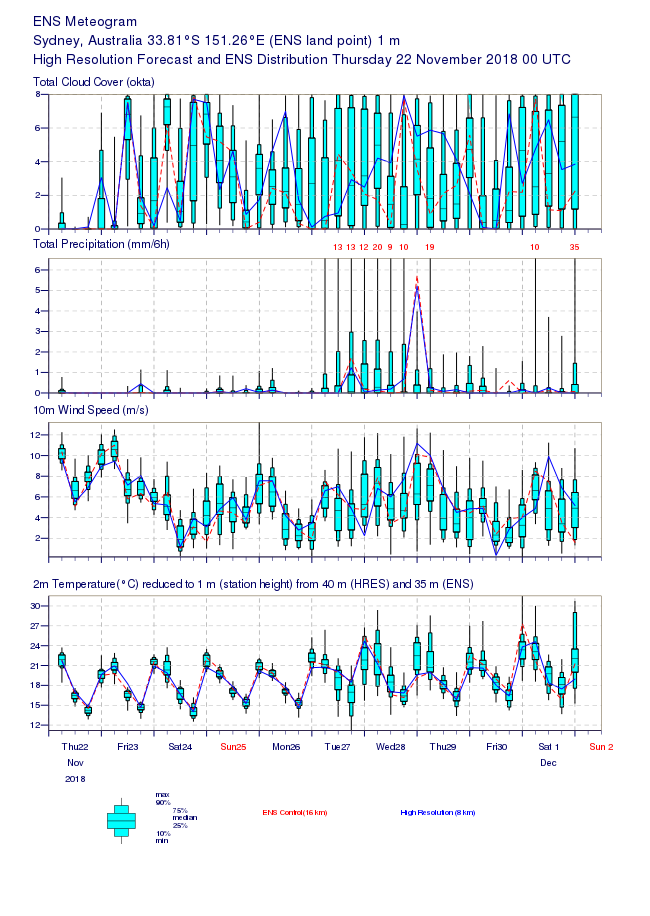 ENS Meteogram
Sydney, Australia 33.81°S 151.26°E (ENS land point) 1 m
High Resolution Forecast and ENS Distribution Thursday 22 November 2018 00 UTC
Total Cloud Cover (okta)
8
6
4
2
0
Total Precipitation (mm/6h) 13 13 12 20 9 10 19 10 35
6
5
4
3
2
1
0
10m Wind Speed (m/s)
12
10
8
6
4
2
2m Temperature(°C) reduced to 1 m (station height) from 40 m (HRES) and 35 m (ENS)
30
27
24
21
18
15
12
Thu22 Fri23 Sat24 Sun25 Mon26 Tue27 Wed28 Thu29 Fri30 Sat 1 Sun 2
Nov Dec
2018
max
90%
75%
median
25%
10%
min
ENS Control(16 km) High Resolution (8 km)